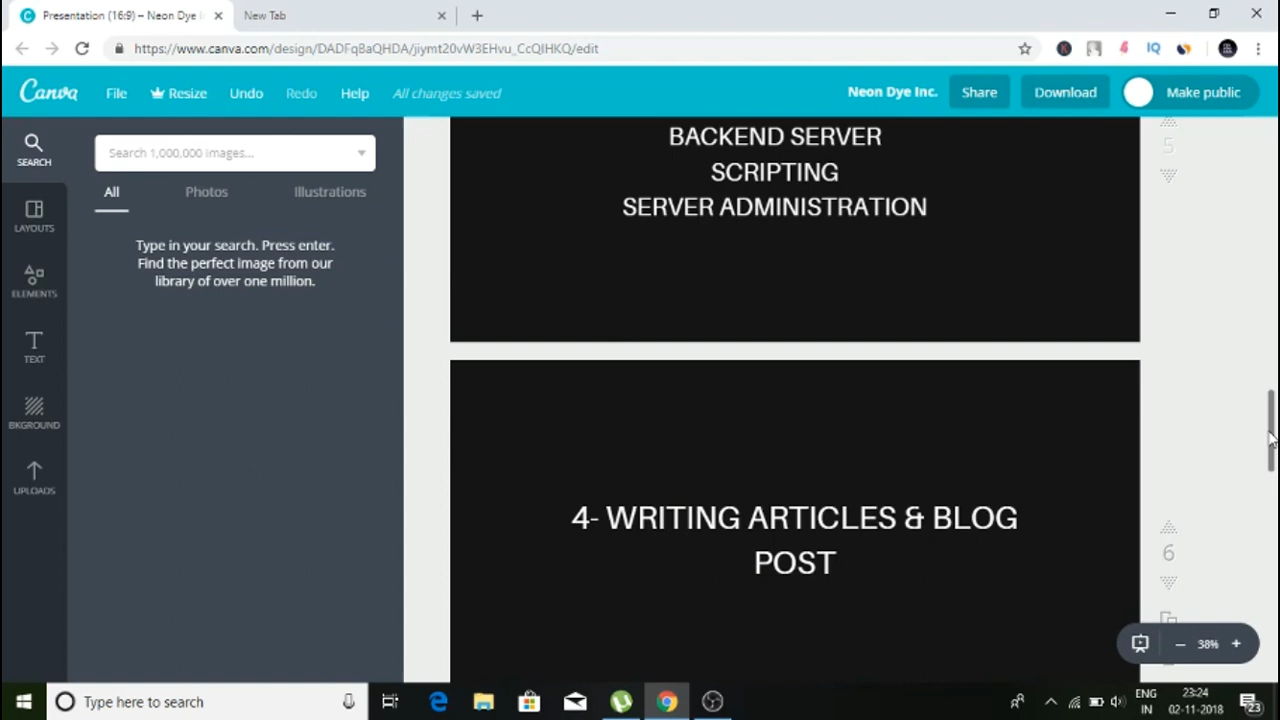 Presentation (16:9) – Neon Dye I
New Tab
https://www.canva.com/design/DADFqBaQHDA/jiymt20vW3EHvu_CcQIHKQ/edit
IQ
Canva
File
Resize
Undo
Redo
Help
All changes saved
Neon Dye Inc.
Share
Download
Make public
SEARCH
LAYOUTS
ELEMENTS
TEXT
BKGROUND
UPLOADS
Search 1,000,000 images...
All
Photos
Illustrations
Type in your search. Press enter.
Find the perfect image from our
library of over one million.
BACKEND SERVER
SCRIPTING
SERVER ADMINISTRATION
5
4- WRITING ARTICLES & BLOG
POST
6
38%
Type here to search
ENG
IN
23:24
02-11-2018
23